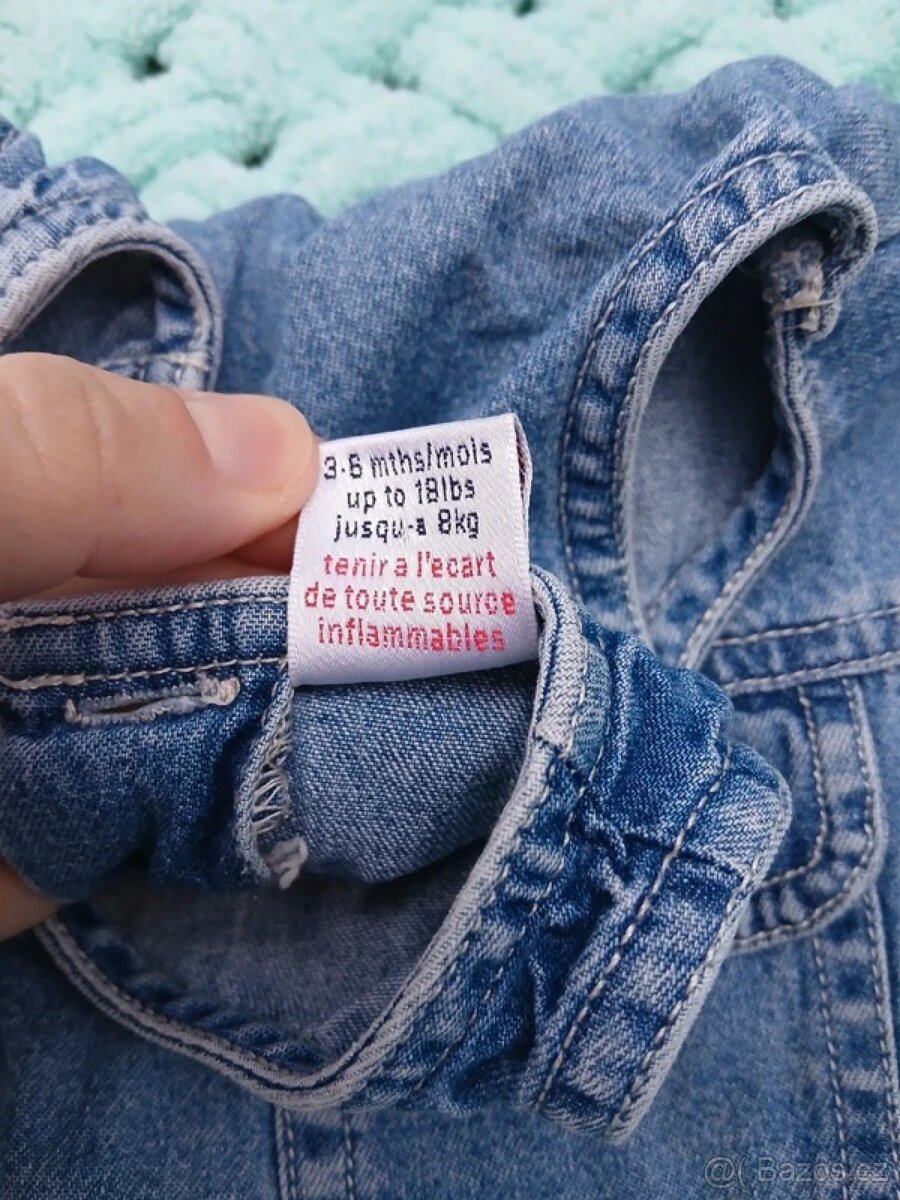 3-6 mths/mois
up to 18lbs
jusqu-a 8kg
tenir a l'ecart
de toute source
inflammables
@( Bazos.cz